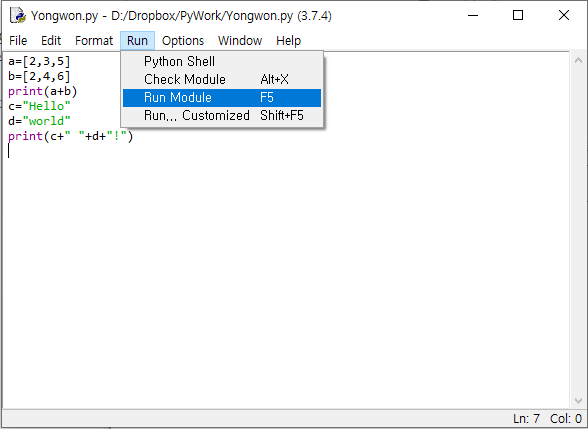 Yongwon.py - D:/Dropbox/PyWork/Yongwon.py (3.7.4)
File Edit Format Run Options Window Help
Python Shell
Check Module Alt+X
Run Module F5
Run... Customized Shift+F5
a=[2,3,5]
b=[2,4,6]
print(a+b)
c="Hello"
d="world"
print(c+" "+d+"!")
Ln: 7 Col: 0